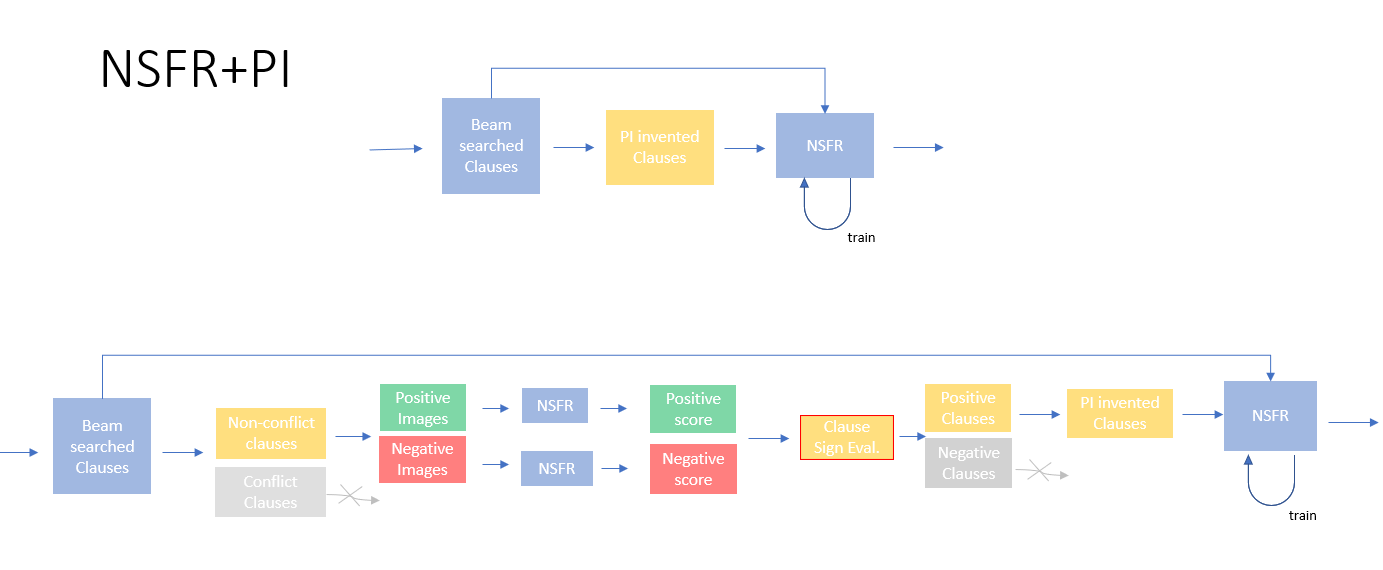 NSFR+PI
Beam
searched
Clauses
PI invented
Clauses
NSFR
train
Beam
searched
Clauses
Non-conflict
clauses
Conflict
Clauses
Positive
Images
Negative
Images
NSFR
NSFR
Positive
score
Negative
score
Clause
Sign Eval.
Positive
Clauses
Negative
Clauses
PI invented
Clauses
NSFR
train